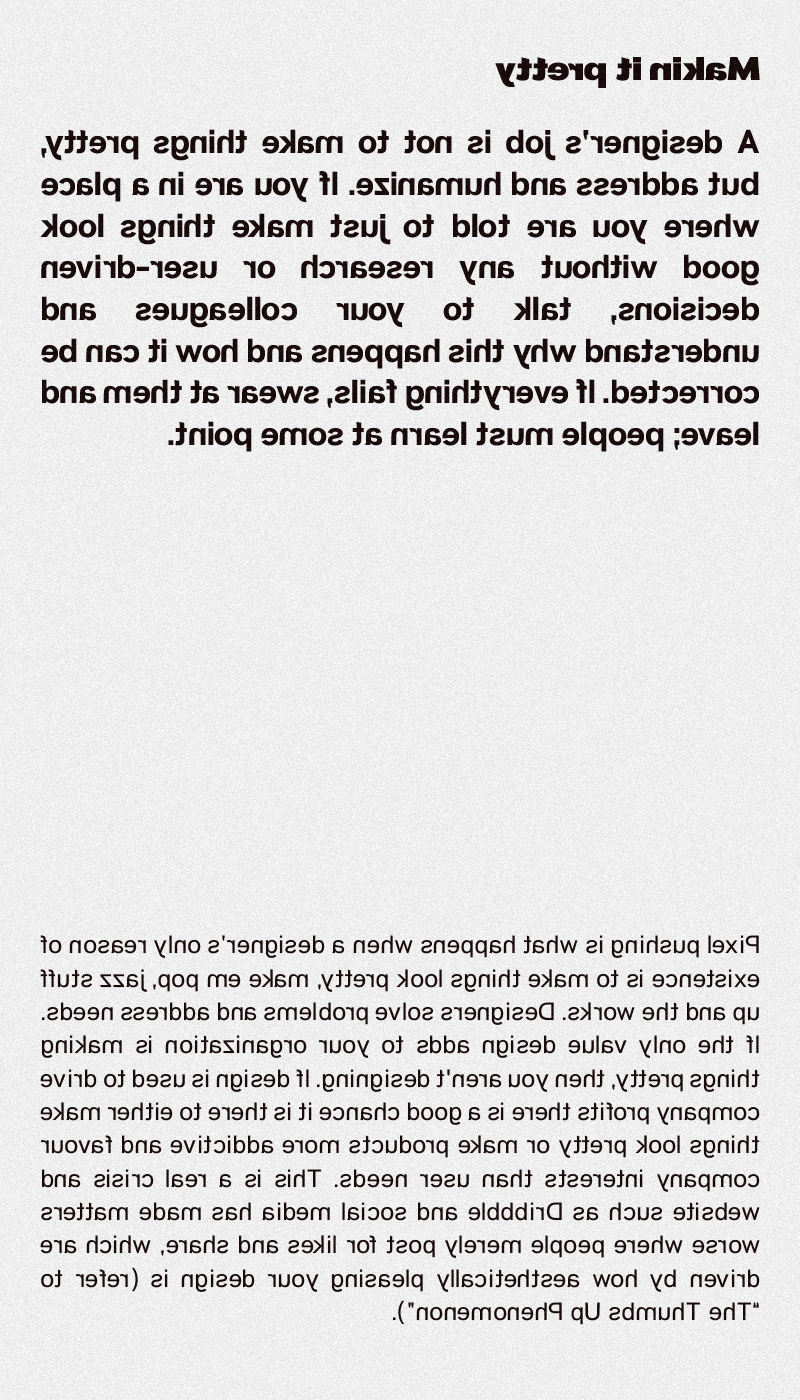 Makin it pretty
A designer's job is not to make things pretty,
but address and humanize. If you are in a place
where you are told to just make things look
good without any research or user-driven
decisions, talk to your colleagues and
understand why this happens and how it can be
corrected. If everything fails, swear at them and
leave; people must learn at some point.
Pixel pushing is what happens when a designer's only reason of
existence is to make things look pretty, make em pop, jazz stuff
up and the works. Designers solve problems and address needs.
If the only value design adds to your organization is making
things pretty, then you aren't designing. If design is used to drive
company profits there is a good chance it is there to either make
things look pretty or make products more addictive and favour
company interests than user needs. This is a real crisis and
website such as Dribbble and social media has made matters
worse where people merely post for likes and share, which are
driven by how aesthetically pleasing your design is (refer to
“The Thumbs Up Phenomenon").